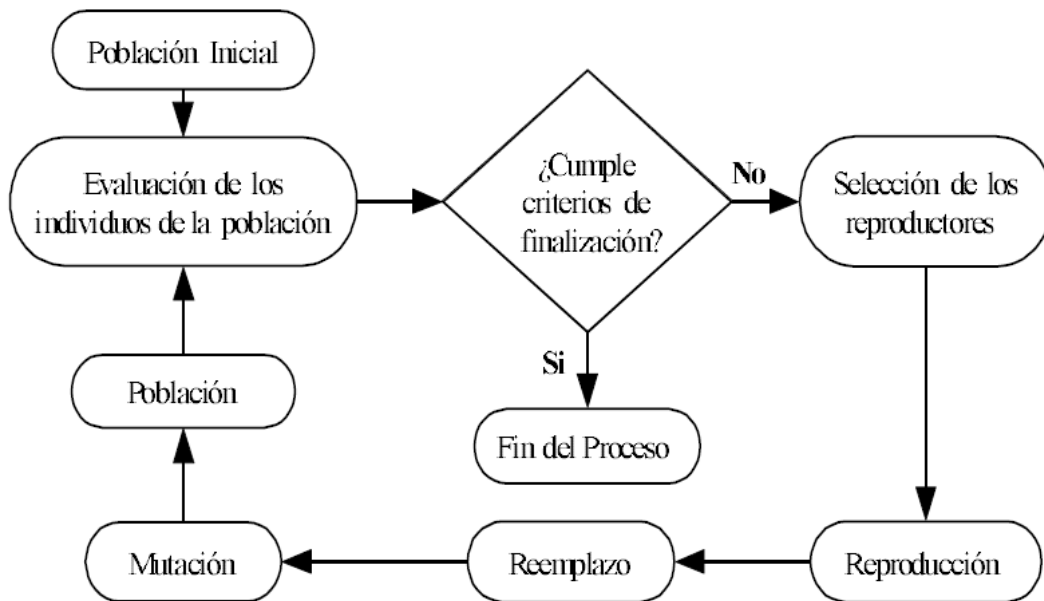 Población Inicial
Evaluación de los
individuos de la población
¿Cumple
criterios de
finalización?
No
Selección de los
reproductores
Si
Fin del Proceso
Población
Mutación
Reemplazo
Reproducción